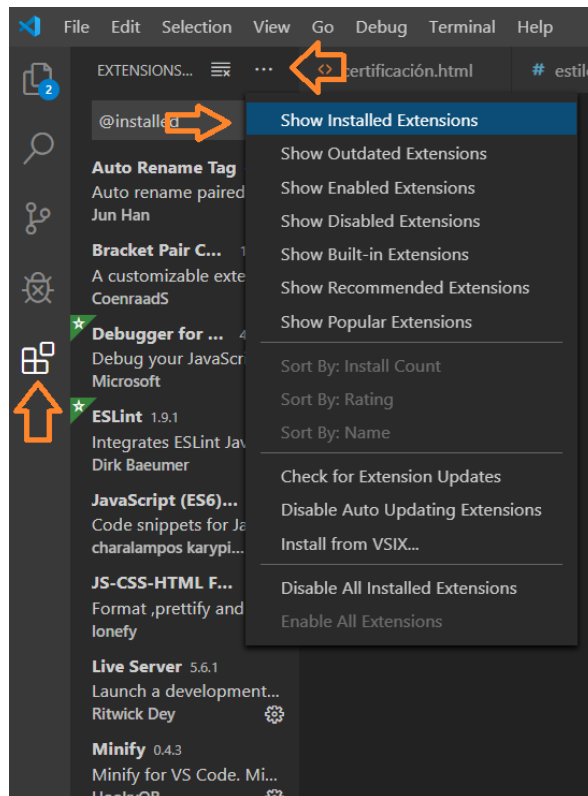 File Edit Selection View Go Debug Terminal Help
EXTENSIONS... ... <> certificación.html # estil
2
@installed
Auto Rename Tag
Auto rename paired
Jun Han
Bracket Pair C... 1
A customizable exte
CoenraadS
Debugger for ... 4
Debug your JavaScri
Microsoft
ESLint 1.9.1
Integrates ESLint Jav
Dirk Baeumer
JavaScript (ES6)...
Code snippets for Ja
charalampos karypi...
JS-CSS-HTML F...
Format ,prettify and
lonefy
Live Server 5.6.1
Launch a development...
Ritwick Dey
Minify 0.4.3
Minify for VS Code. Mi...
HookyQR
Show Installed Extensions
Show Outdated Extensions
Show Enabled Extensions
Show Disabled Extensions
Show Built-in Extensions
Show Recommended Extensions
Show Popular Extensions
Sort By: Install Count
Sort By: Rating
Sort By: Name
Check for Extension Updates
Disable Auto Updating Extensions
Install from VSIX...
Disable All Installed Extensions
Enable All Extensions